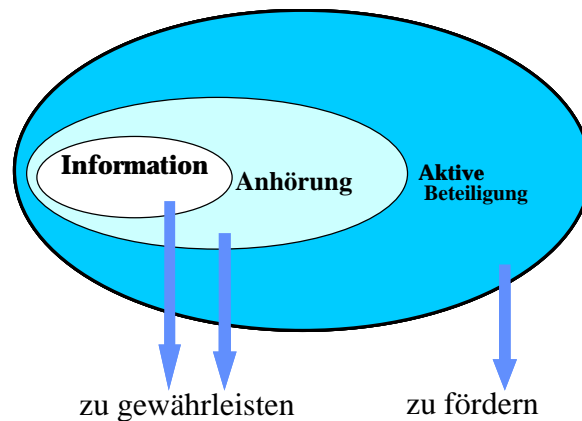 Information
Anhörung
Aktive
Beteiligung
zu gewährleisten
zu fördern